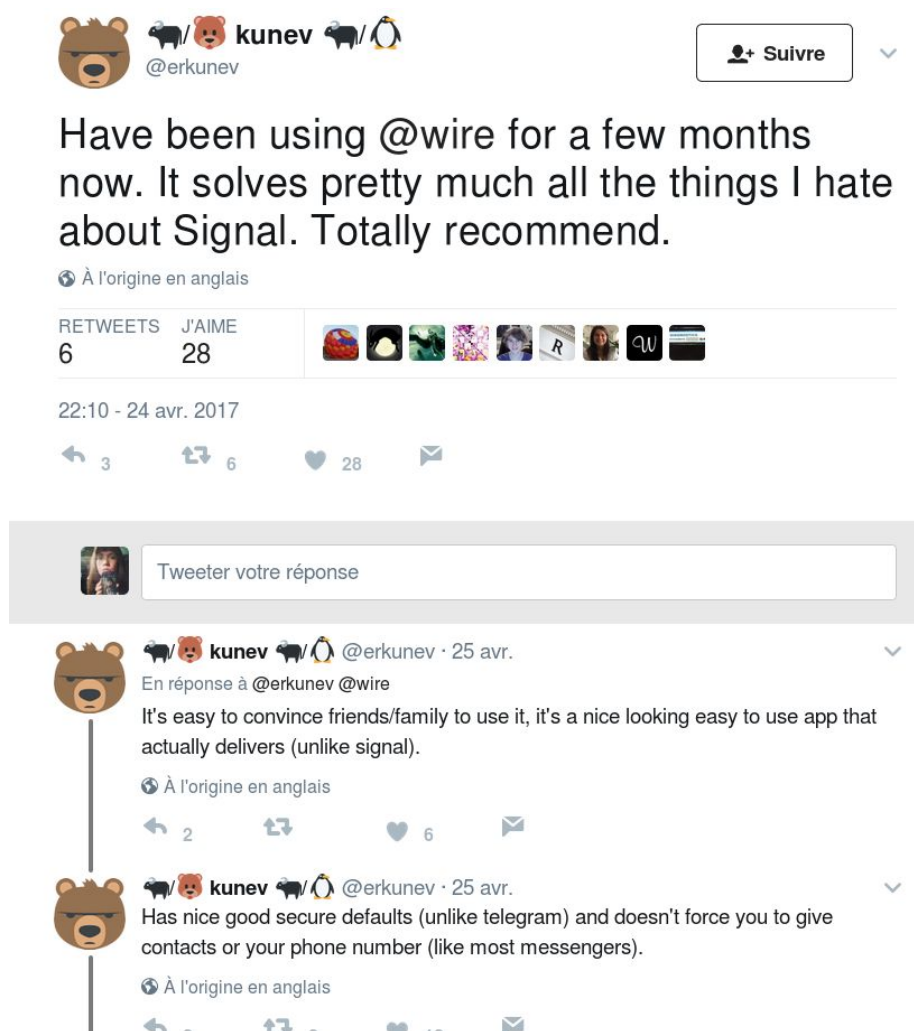 🐃/🐻 kunev 🐃/🐧
@erkunev
Suivre
Have been using @wire for a few months
now. It solves pretty much all the things I hate
about Signal. Totally recommend.
À l'origine en anglais
RETWEETS J'AIME
6 28
R W
22:10 - 24 avr. 2017
3 6 28
Tweeter votre réponse
🐃/🐻 kunev 🐃/🐧 @erkunev · 25 avr.
En réponse à @erkunev @wire
It's easy to convince friends/family to use it, it's a nice looking easy to use app that
actually delivers (unlike signal).
À l'origine en anglais
2 6
🐃/🐻 kunev 🐃/🐧 @erkunev · 25 avr.
Has nice good secure defaults (unlike telegram) and doesn't force you to give
contacts or your phone number (like most messengers).
À l'origine en anglais